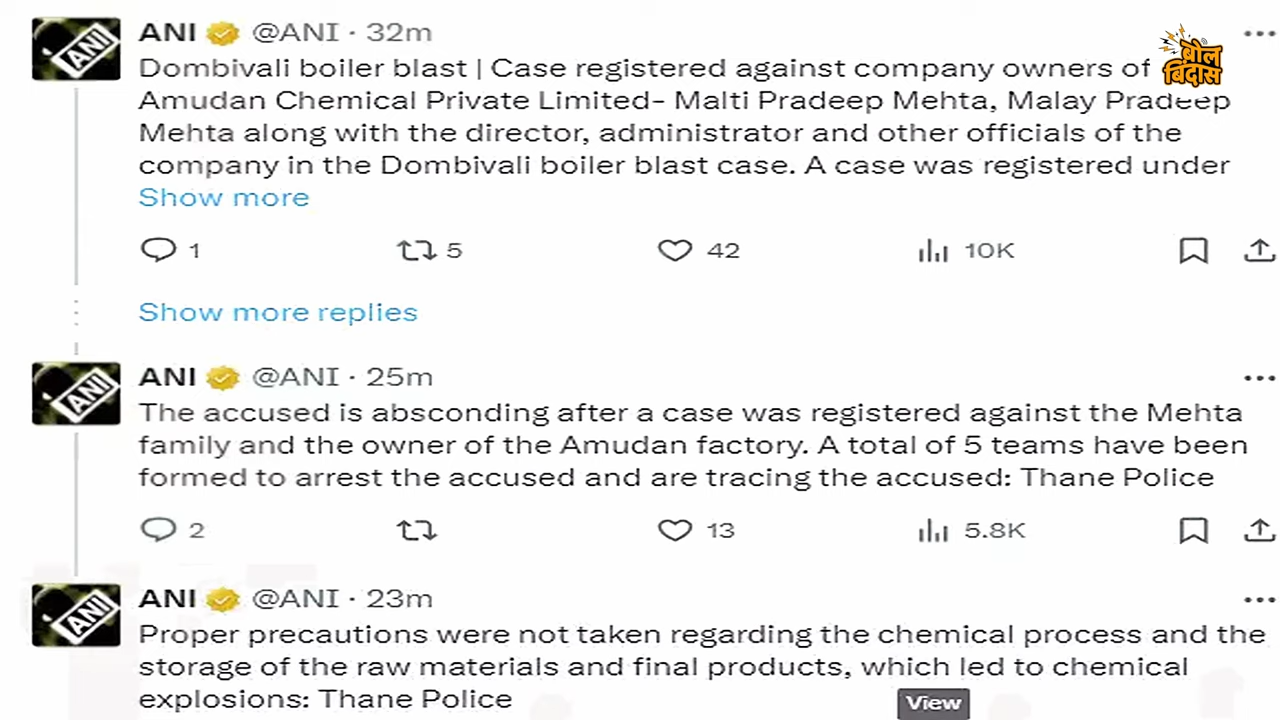 ANI @ANI · 32m
Dombivali boiler blast | Case registered against company owners of
Amudan Chemical Private Limited- Malti Pradeep Mehta, Malay Pradeep
Mehta along with the director, administrator and other officials of the
company in the Dombivali boiler blast case. A case was registered under
Show more
1 5 42 10K
Show more replies
ANI @ANI · 25m
The accused is absconding after a case was registered against the Mehta
family and the owner of the Amudan factory. A total of 5 teams have been
formed to arrest the accused and are tracing the accused: Thane Police
2 13 5.8K
ANI @ANI · 23m
Proper precautions were not taken regarding the chemical process and the
storage of the raw materials and final products, which led to chemical
explosions: Thane Police
View
बोल
बिंदास
ANI
ANI
ANI